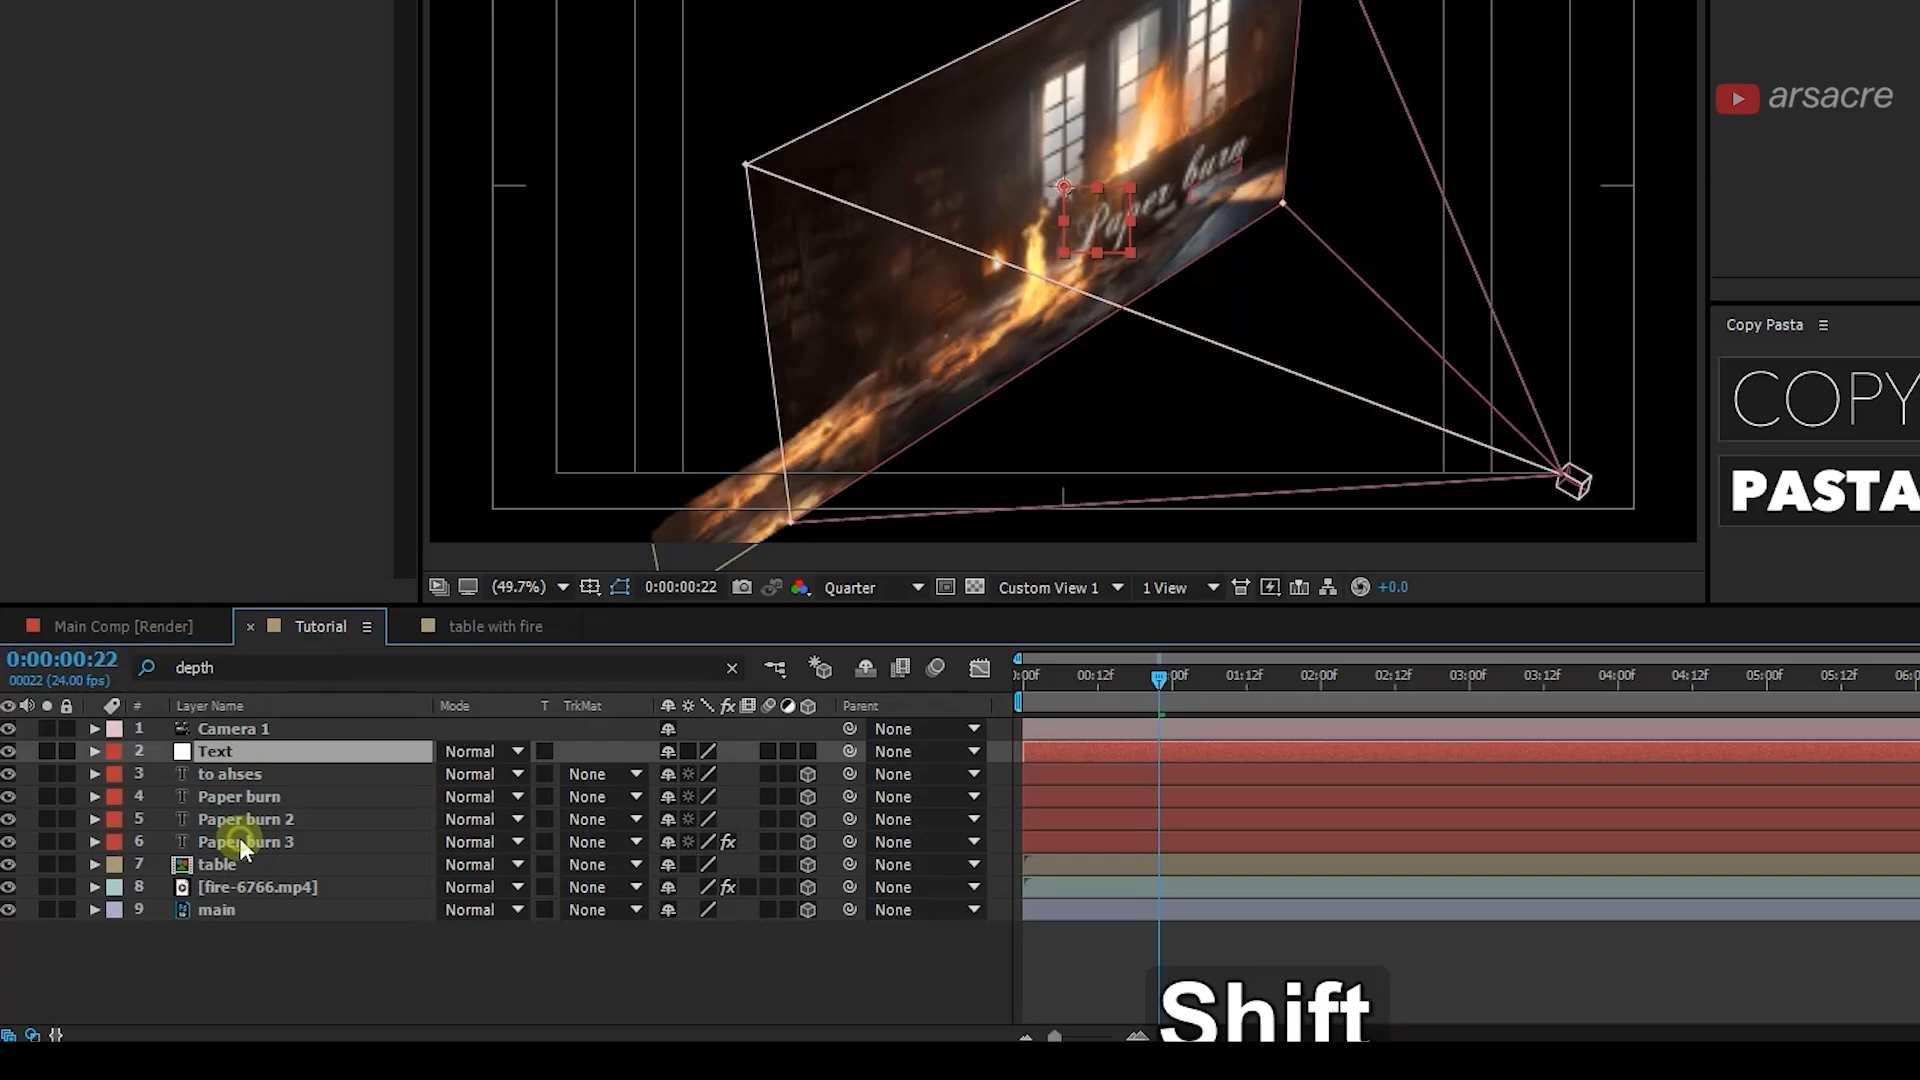 arsacre
Paper burn
Copy Pasta
COPY
PASTA
(49.7%) 0:00:00:22 Quarter Custom View 1 1 View +0.0
Main Comp [Render] × Tutorial table with fire
0:00:00:22
00022 (24.00 fps)
depth
0:00f 00:12f 00f 01:12f 02:00f 02:12f 03:00f 03:12f 04:00f 04:12f 05:00f 05:12f 06:0
# Layer Name Mode T TrkMat fx Parent
1 Camera 1 None
2 Text Normal None
3 to ahses Normal None None
4 Paper burn Normal None None
5 Paper burn 2 Normal None None
6 Paper burn 3 Normal None fx None
7 table Normal None None
8 [fire-6766.mp4] Normal None fx None
9 main Normal None None
Shift